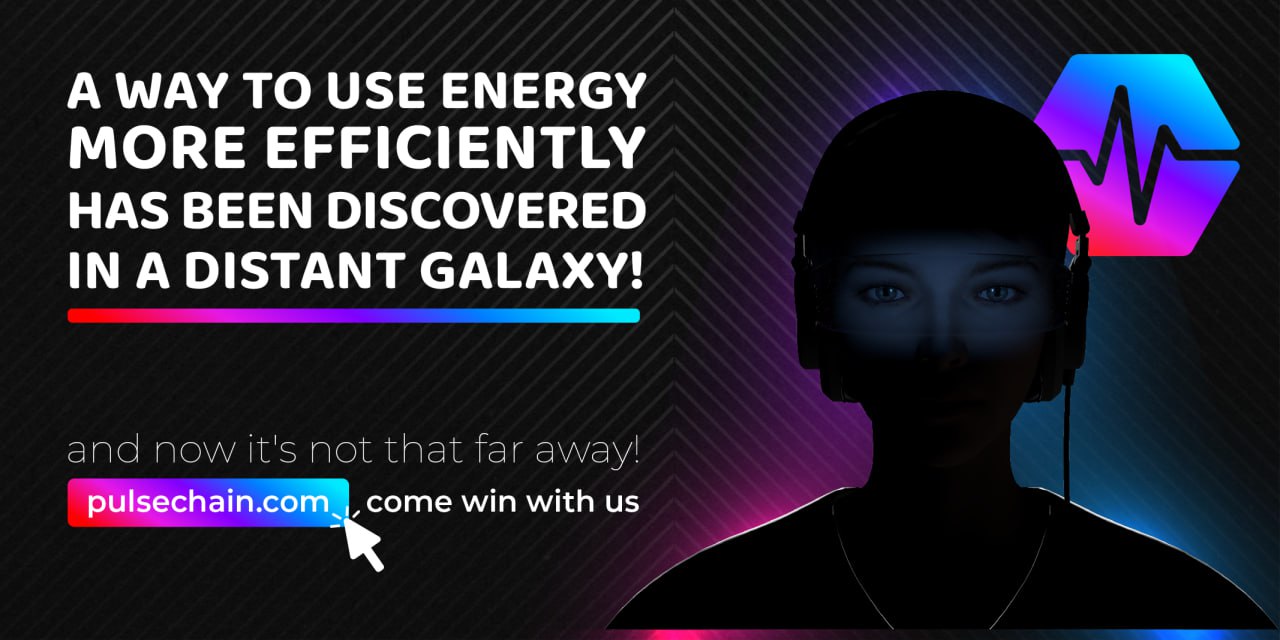 A WAY TO USE ENERGY
MORE EFFICIENTLY
HAS BEEN DISCOVERED
IN A DISTANT GALAXY!
and now it's not that far away!
pulsechain.com come win with us